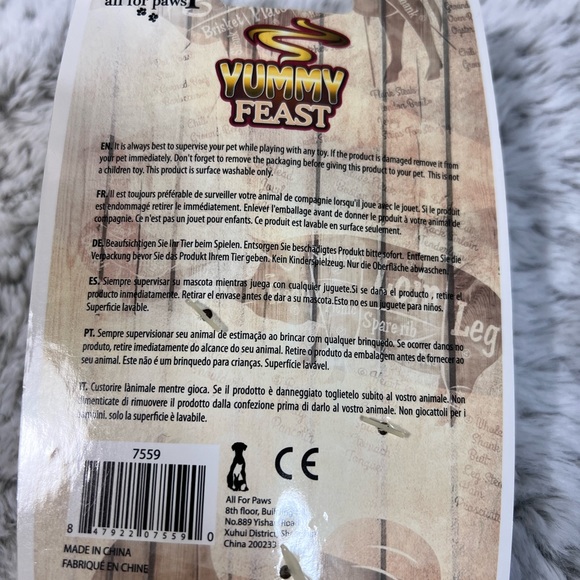 all for paws
YUMMY
FEAST
EN. It is always best to supervise your pet while playing with any toy. If the product is damaged remove it from
your pet immediately. Don't forget to remove the packaging before giving this product to your pet. This is not
a children toy. This product is surface washable only.
FR. Il est toujours préférable de surveiller votre animal de compagnie lorsqu'il joue avec le jouet. Si le produit
est endommagé retirer le immédiatement. Enlever l'emballage avant de donner le produit à votre animal de
compagnie. Ce n'est pas un jouet pour enfants. Ce produit est lavable en surface seulement.
DE. Beaufsichtigen Sie Ihr Tier beim Spielen. Entsorgen Sie beschädigtes Produkt bitte sofort. Entfernen Sie die
Verpackung bevor Sie das Produkt Ihrem Tier geben. Kein Kinderspielzeug. Nur die Oberfläche abwaschen.
ES. Siempre supervisar su mascota mientras juega con cualquier juguete.Si se daña el producto , retire el
producto inmediatamente. Retirar el envase antes de dar a su mascota.Esto no es un juguete para niños.
Superficie lavable.
PT. Sempre supervisionar seu animal de estimação ao brincar com qualquer brinquedo. Se ocorrer danos no
produto, retire imediatamente do alcance do seu animal. Retire o produto da embalagem antes de fornecer ao
seu animal. Este não é um brinquedo para crianças. Superfície lavável.
IT. Custorire lànimale mentre gioca. Se il prodotto è danneggiato toglietelo subito al vostro animale. Non
dimenticate di rimuovere il prodotto dalla confezione prima di darlo al vostro animale. Non giocattoli per i
bambini. solo la superficie è lavabile.
Spare rib
Leg
7559
8 47922 07559 0
CE
All For Paws
8th floor,
No.889 Yishan
Xuhui District,
China 200233
MADE IN CHINA
FABRIQUÉ EN CHINE